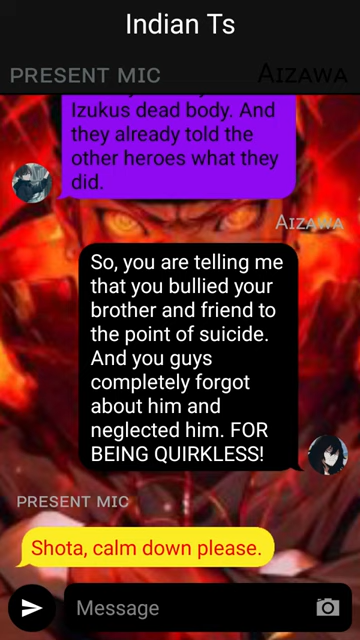 Indian Ts
PRESENT MIC
AIZAWA
Izukus dead body. And
they already told the
other heroes what they
did.
AIZAWA
So, you are telling me
that you bullied your
brother and friend to
the point of suicide.
And you guys
completely forgot
about him and
neglected him. FOR
BEING QUIRKLESS!
PRESENT MIC
Shota, calm down please.
Message